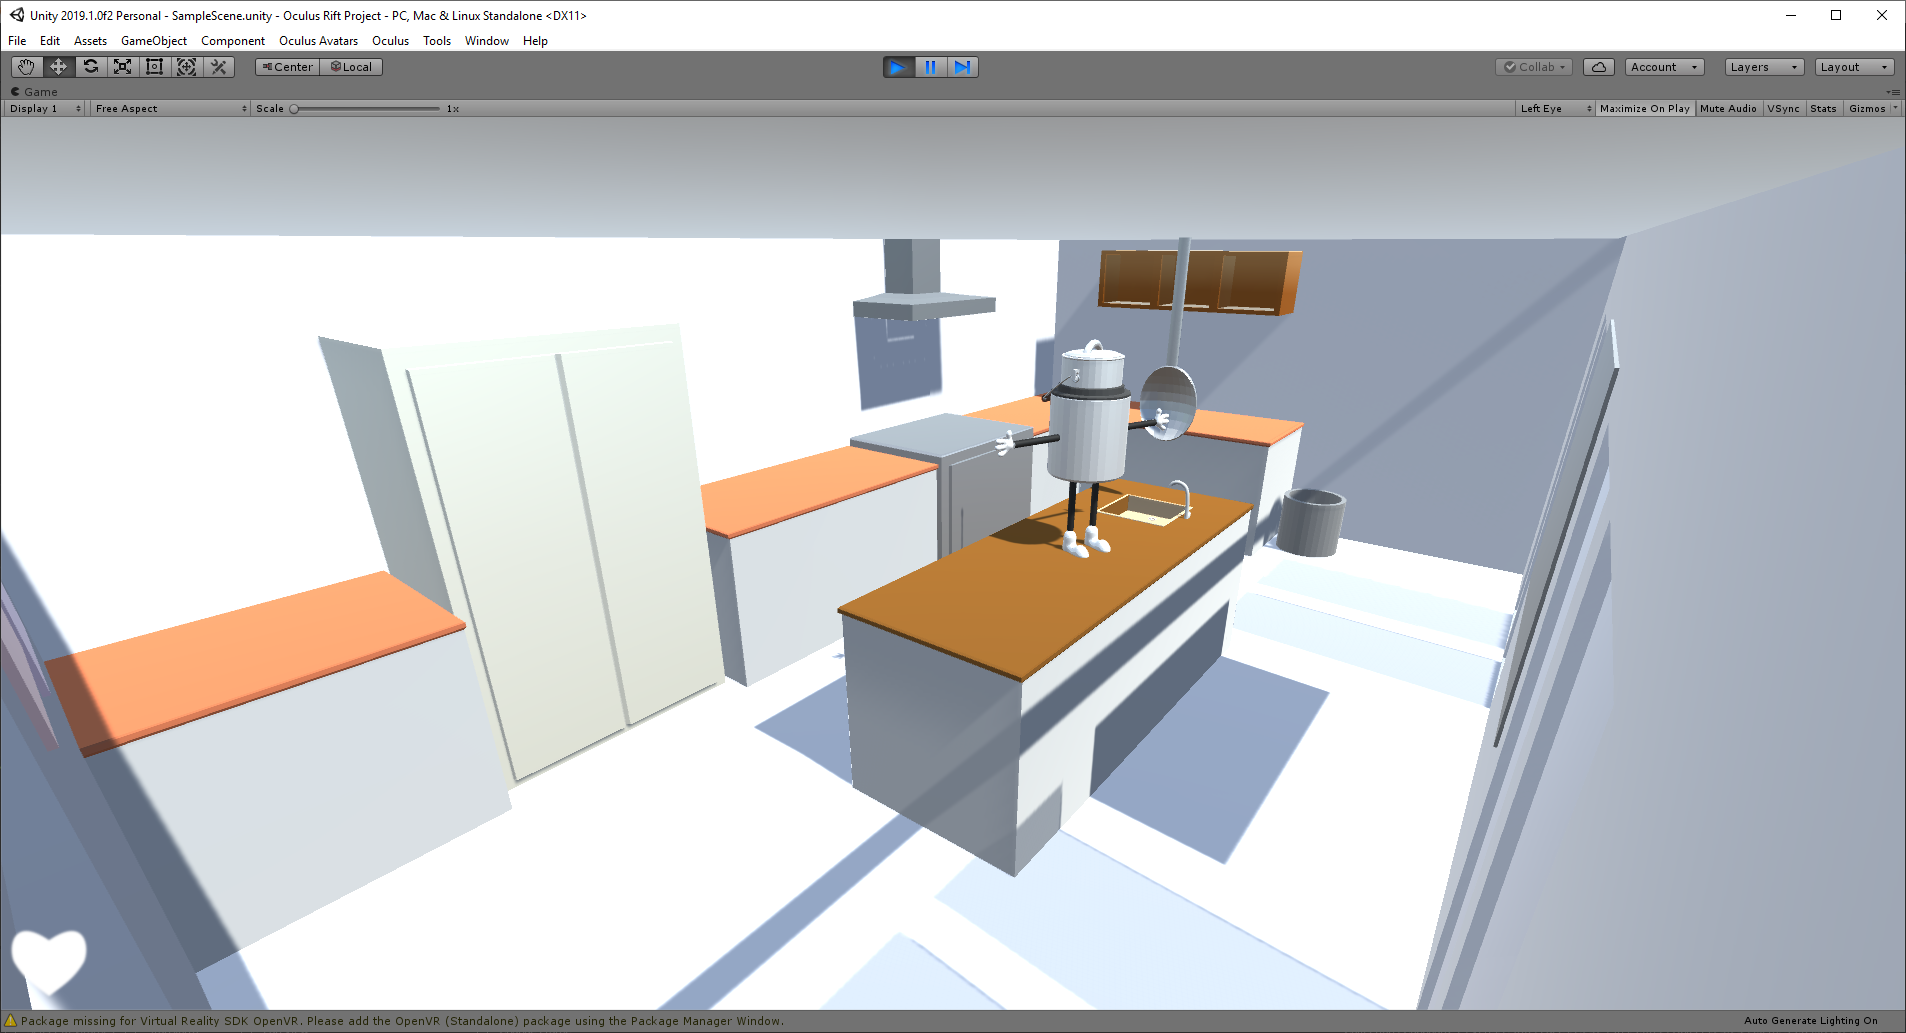 Unity 2019.1.0f2 Personal - SampleScene.unity - Oculus Rift Project - PC, Mac & Linux Standalone <DX11>
File Edit Assets GameObject Component Oculus Avatars Oculus Tools Window Help
Center Local Collab Account Layers Layout
Game
Display 1 Free Aspect Scale 1x Left Eye Maximize On Play Mute Audio VSync Stats Gizmos
Package missing for Virtual Reality SDK OpenVR. Please add the OpenVR (Standalone) package using the Package Manager Window. Auto Generate Lighting On